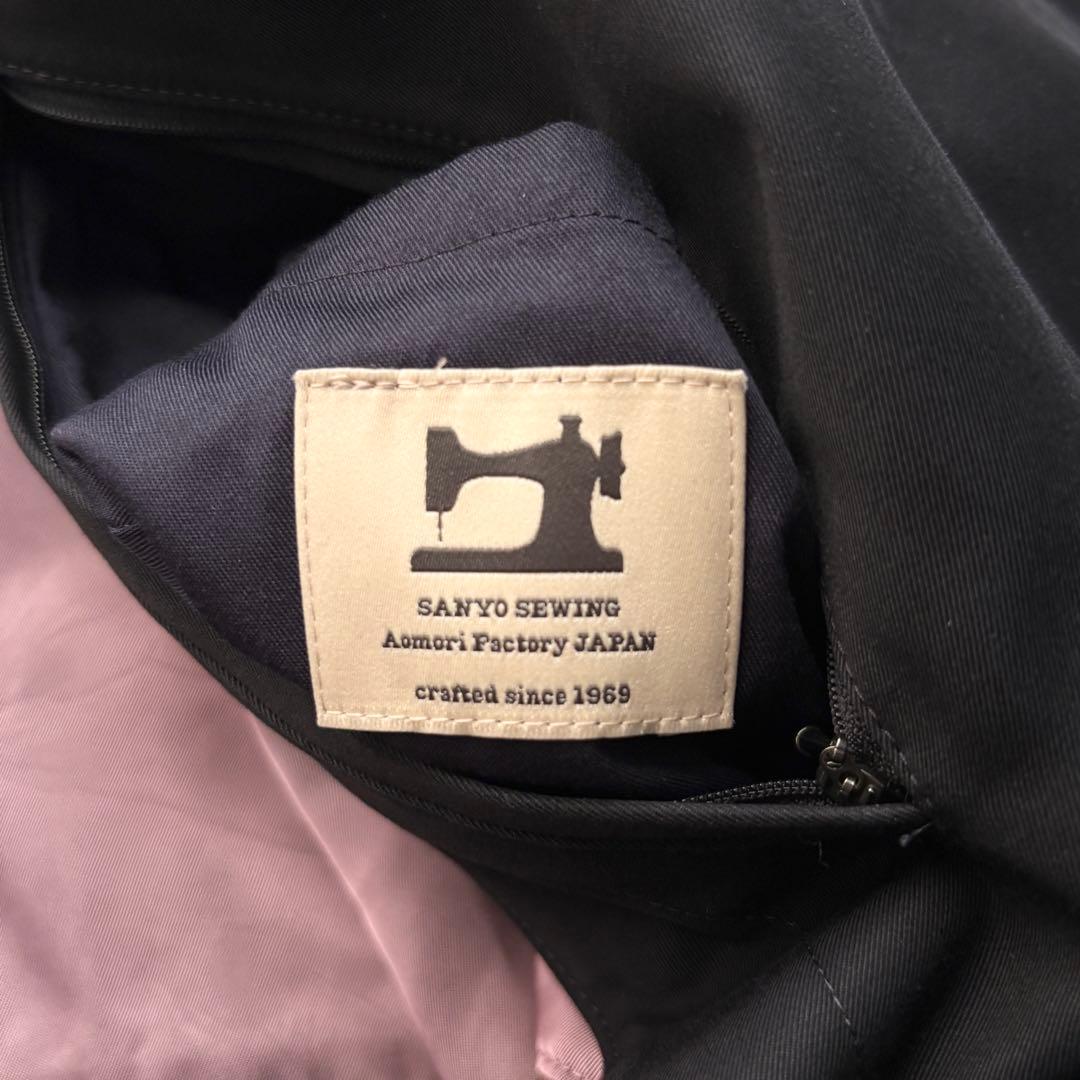 SANYO SEWING
Aomori Factory JAPAN
crafted since 1969